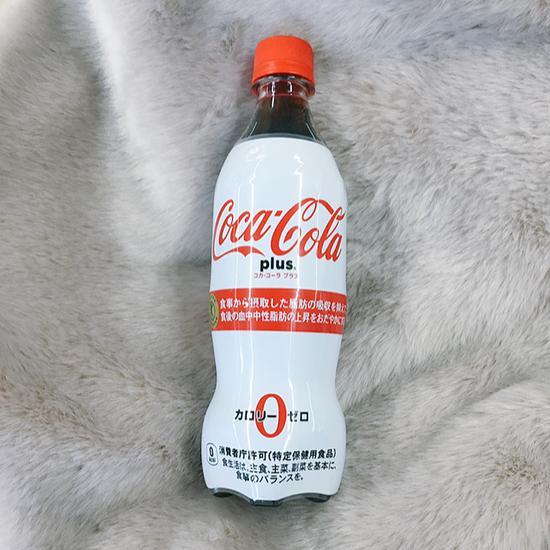 Coca-Cola
plus
コカ・コーラ プラス
食事から摂取した脂肪の吸収を抑えて
食後の血中中性脂肪の上昇をおだやかに
カロリー0ゼロ
0
kcal
消費者庁許可(特定保健用食品)
食生活は、主食、主菜、副菜を基本に、
食事のバランスを。